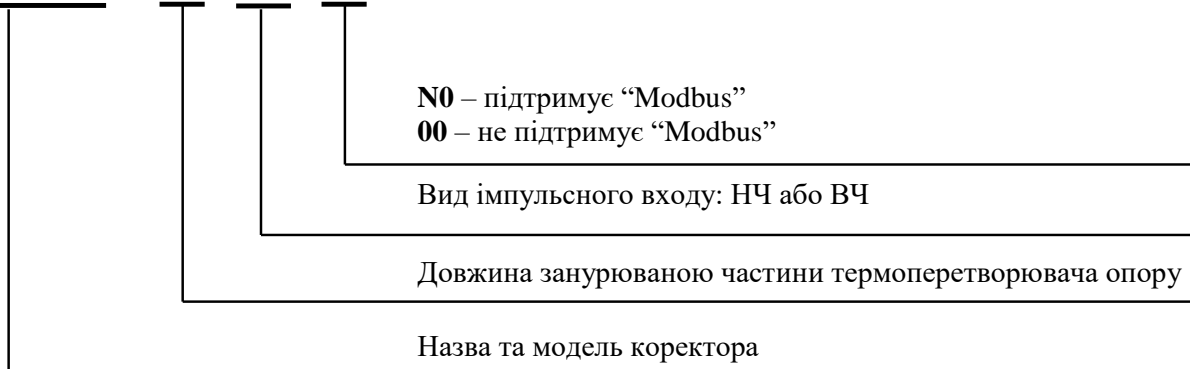 N0 – підтримує “Modbus”
00 – не підтримує “Modbus”
Вид імпульсного входу: НЧ або ВЧ
Довжина занурюваною частини термоперетворювача опору
Назва та модель коректора